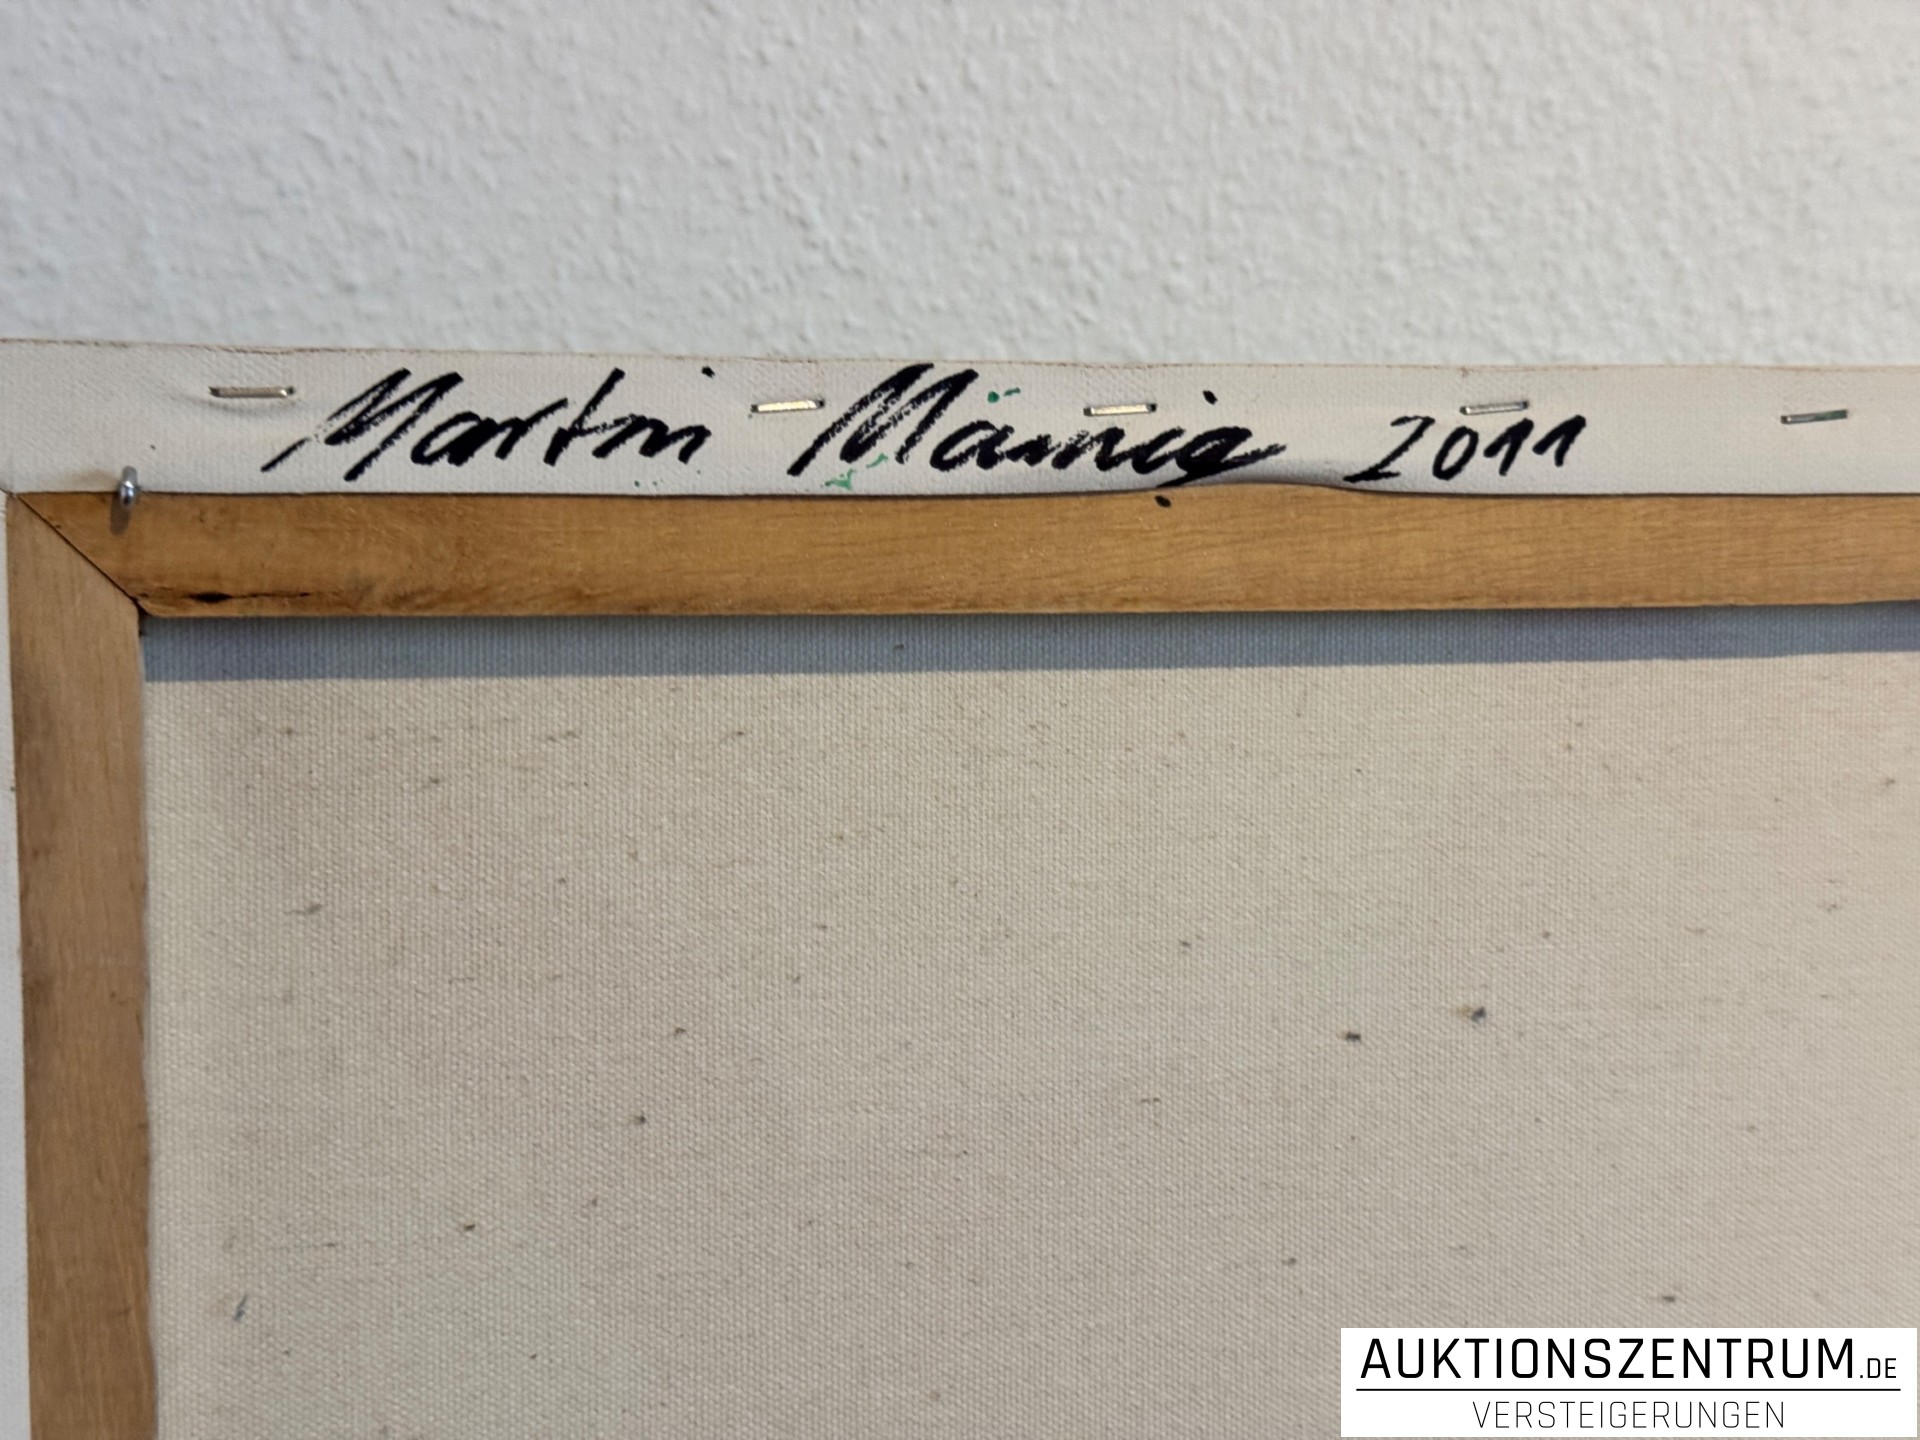 Martin Männig 2011
AUKTIONSZENTRUM.DE
VERSTEIGERUNGEN